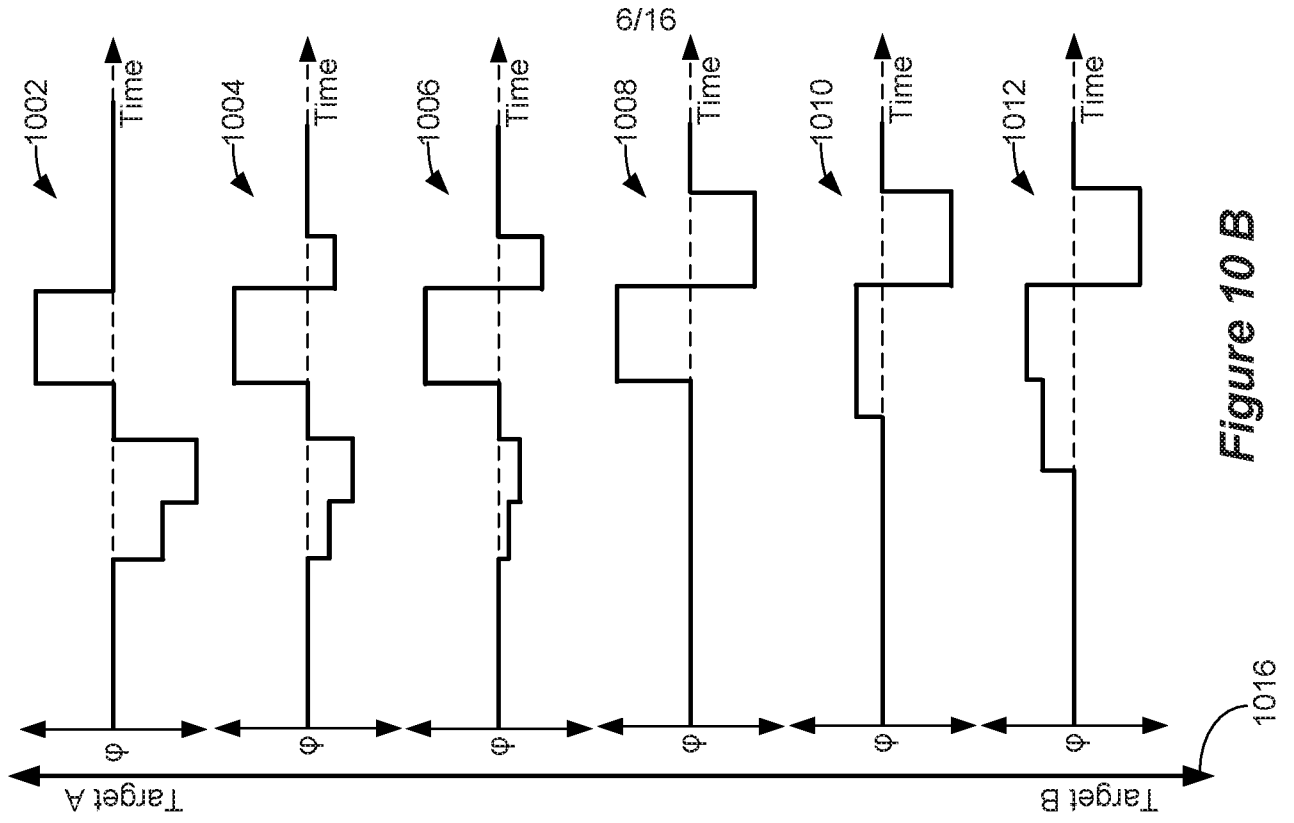 6/16
Target A
φ
1002
Time
φ
1004
Time
φ
1006
Time
φ
1008
Time
φ
1010
Time
φ
1012
Time
Target B
1016
Figure 10 B